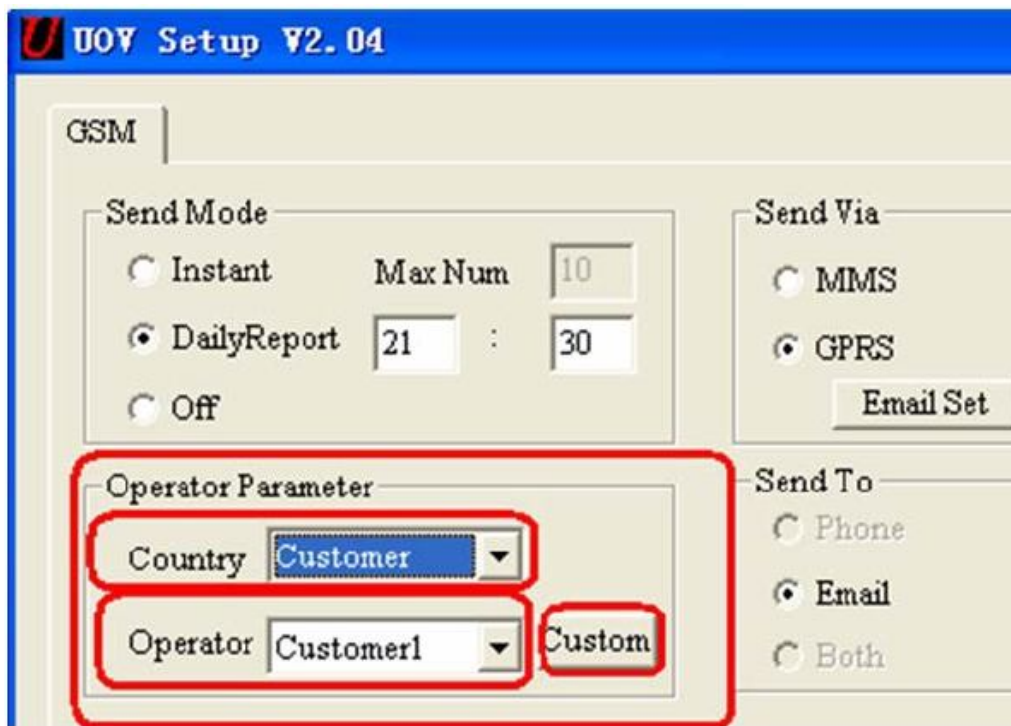 UOV Setup V2.04
GSM
Send Mode
Instant Max Num 10
DailyReport 21 : 30
Off
Send Via
MMS
GPRS
Email Set
Operator Parameter
Country Customer
Operator Customer1 Custom
Send To
Phone
Email
Both